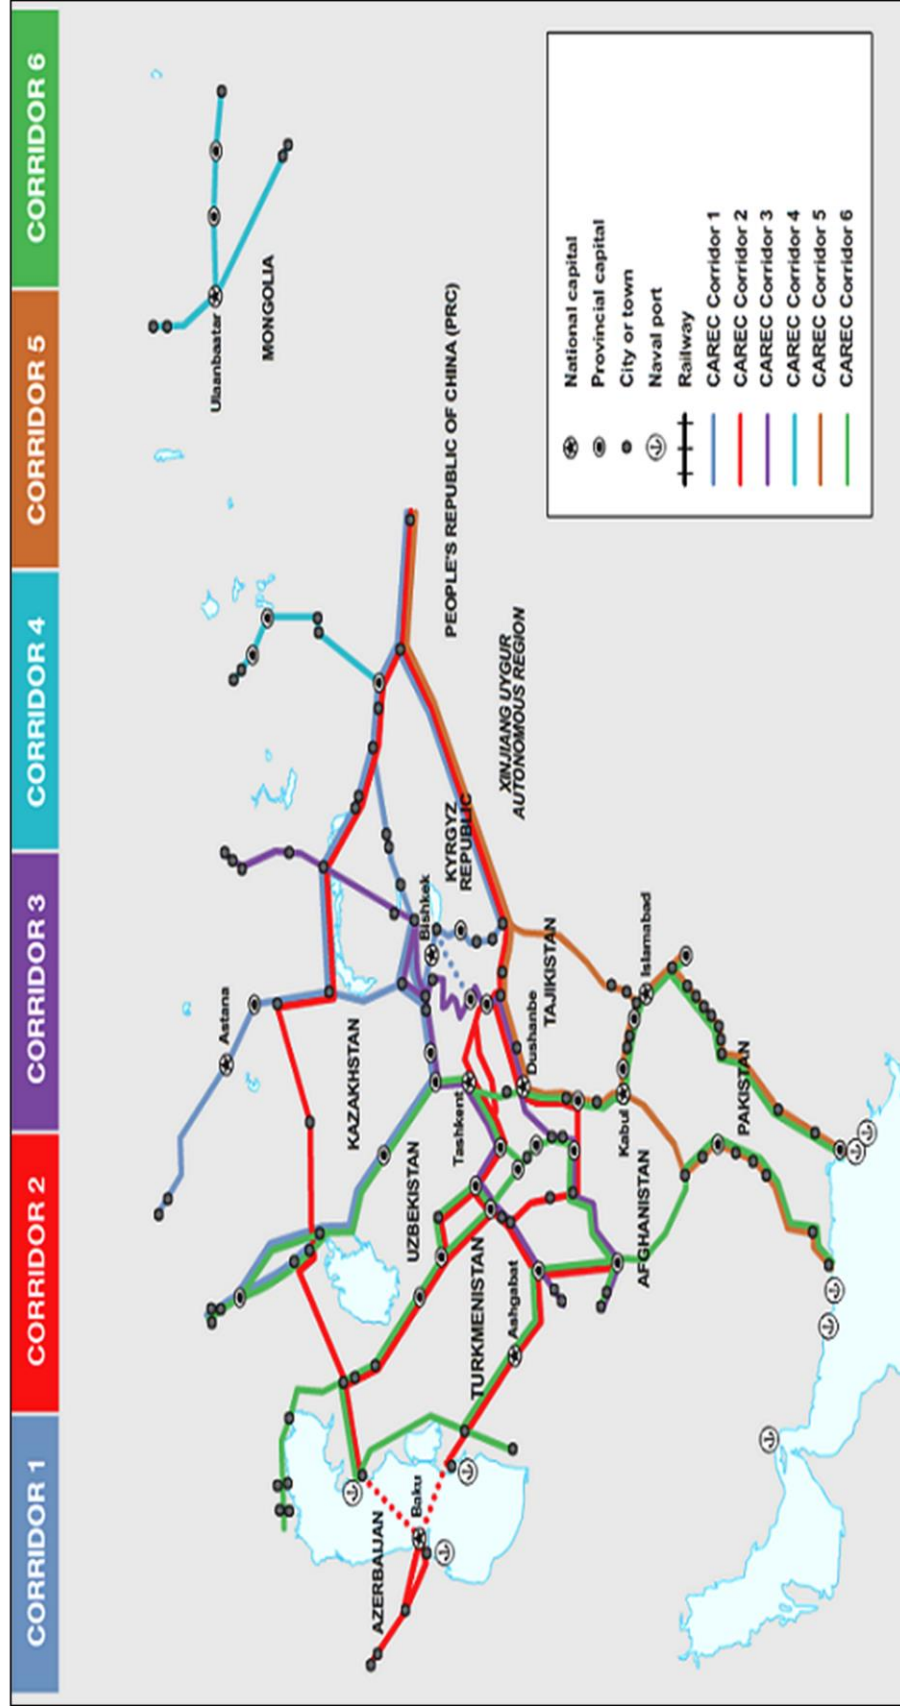 CORRIDOR 1
CORRIDOR 2
CORRIDOR 3
CORRIDOR 4
CORRIDOR 5
CORRIDOR 6
Ulaanbaatar
MONGOLIA
Astana
KAZAKHSTAN
PEOPLE'S REPUBLIC OF CHINA (PRC)
XINJIANG UYGUR
AUTONOMOUS REGION
Bishkek
KYRGYZ
REPUBLIC
AZERBAIJAN
Baku
UZBEKISTAN
Tashkent
TURKMENISTAN
Ashgabat
Dushanbe
TAJIKISTAN
Kabul
AFGHANISTAN
Islamabad
PAKISTAN
National capital
Provincial capital
City or town
Naval port
Railway
CAREC Corridor 1
CAREC Corridor 2
CAREC Corridor 3
CAREC Corridor 4
CAREC Corridor 5
CAREC Corridor 6